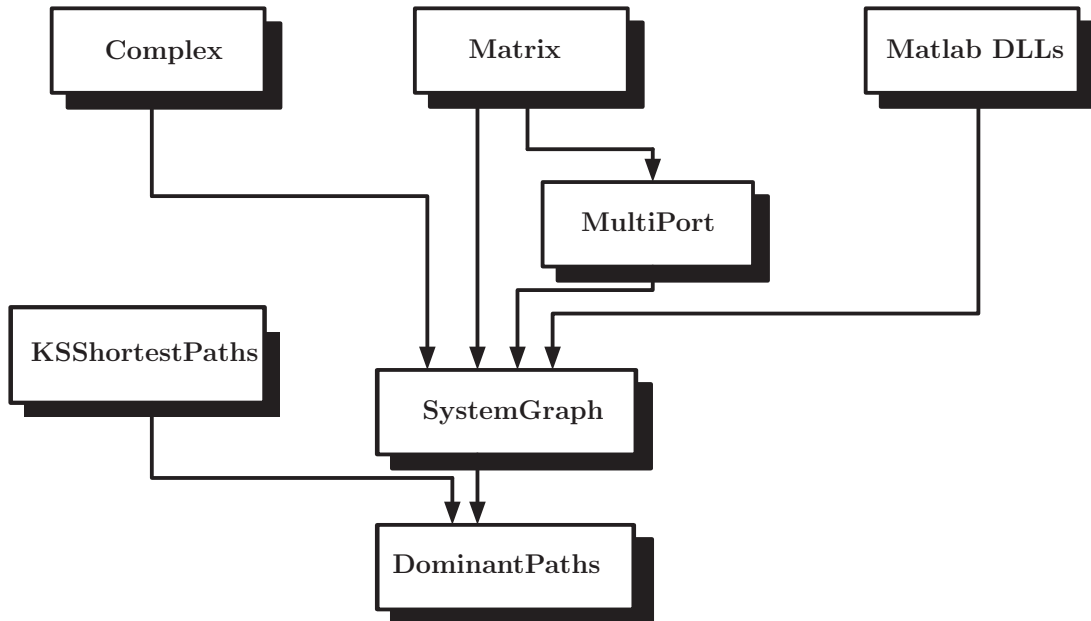 Complex
Matrix
Matlab DLLs
MultiPort
KSShortestPaths
SystemGraph
DominantPaths